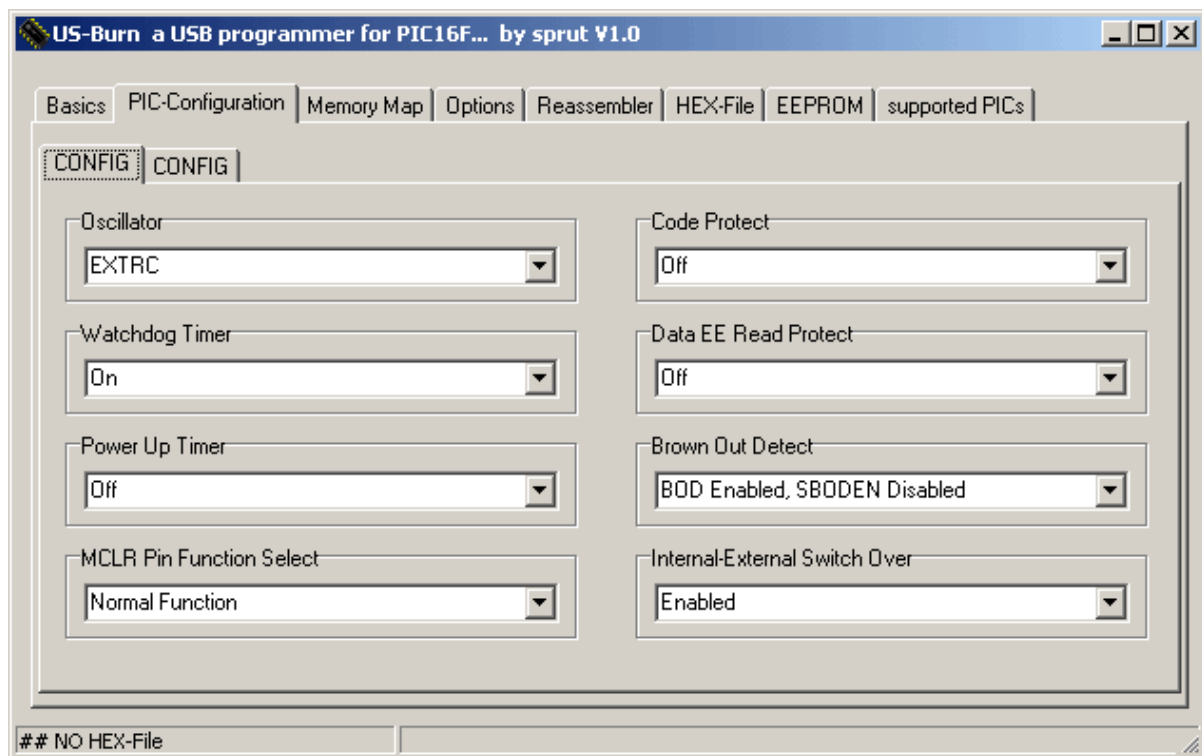 US-Burn a USB programmer for PIC16F... by sprut V1.0
Basics PIC-Configuration Memory Map Options Reassembler HEX-File EEPROM supported PICs
CONFIG CONFIG
Oscillator
EXTRC
Watchdog Timer
On
Power Up Timer
Off
MCLR Pin Function Select
Normal Function
Code Protect
Off
Data EE Read Protect
Off
Brown Out Detect
BOD Enabled, SBODEN Disabled
Internal-External Switch Over
Enabled
## NO HEX-File